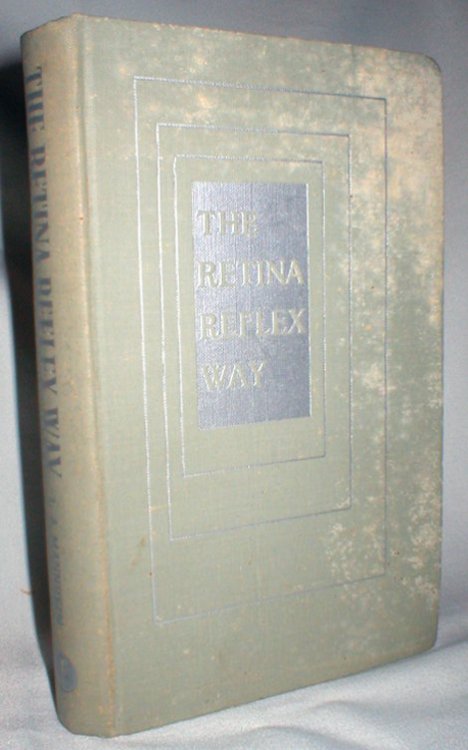 THE
RETINA
REFLEX
WAY
THE RETINA REFLEX WAY